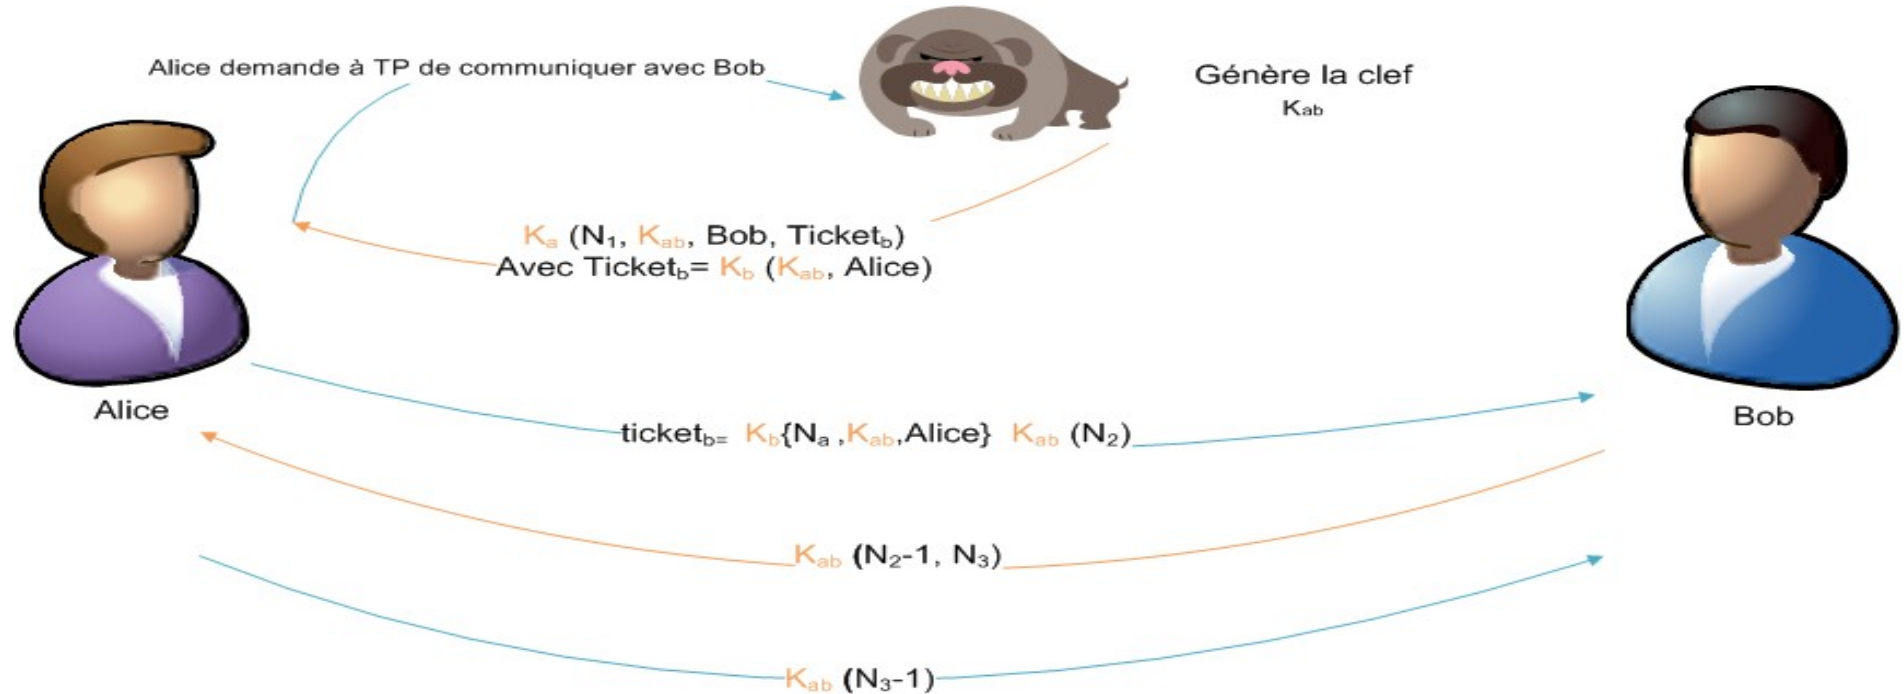 Alice demande à TP de communiquer avec Bob
Génère la clef
Kab
Ka (N1, Kab, Bob, Ticketb)
Avec Ticketb= Kb (Kab, Alice)
Alice
Bob
ticketb= Kb{Na ,Kab,Alice} Kab (N2)
Kab (N2-1, N3)
Kab (N3-1)